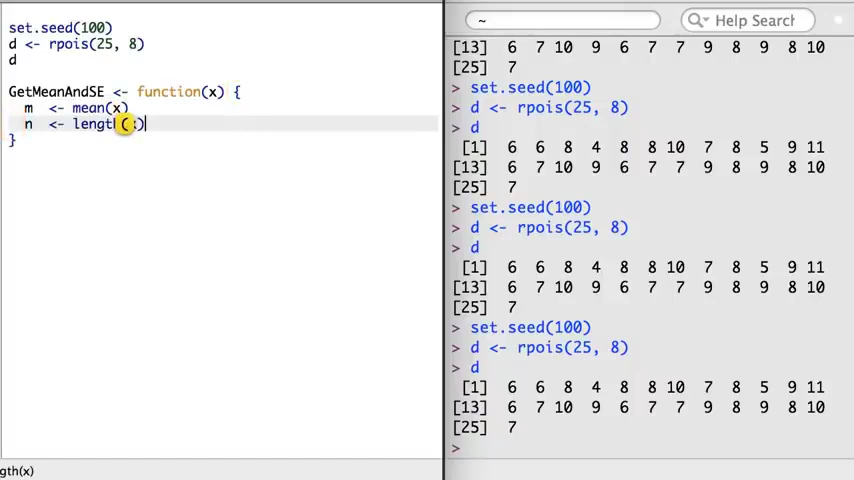 set.seed(100)
d <- rpois(25, 8)
d
GetMeanAndSE <- function(x) {
m <- mean(x)
n <- length(x)
}
gth(x)
~
Help Search
[13] 6 7 10 9 6 7 7 9 8 9 8 10
[25] 7
> set.seed(100)
> d <- rpois(25, 8)
> d
[1] 6 6 8 4 8 8 10 7 8 5 9 11
[13] 6 7 10 9 6 7 7 9 8 9 8 10
[25] 7
> set.seed(100)
> d <- rpois(25, 8)
> d
[1] 6 6 8 4 8 8 10 7 8 5 9 11
[13] 6 7 10 9 6 7 7 9 8 9 8 10
[25] 7
> set.seed(100)
> d <- rpois(25, 8)
> d
[1] 6 6 8 4 8 8 10 7 8 5 9 11
[13] 6 7 10 9 6 7 7 9 8 9 8 10
[25] 7
>